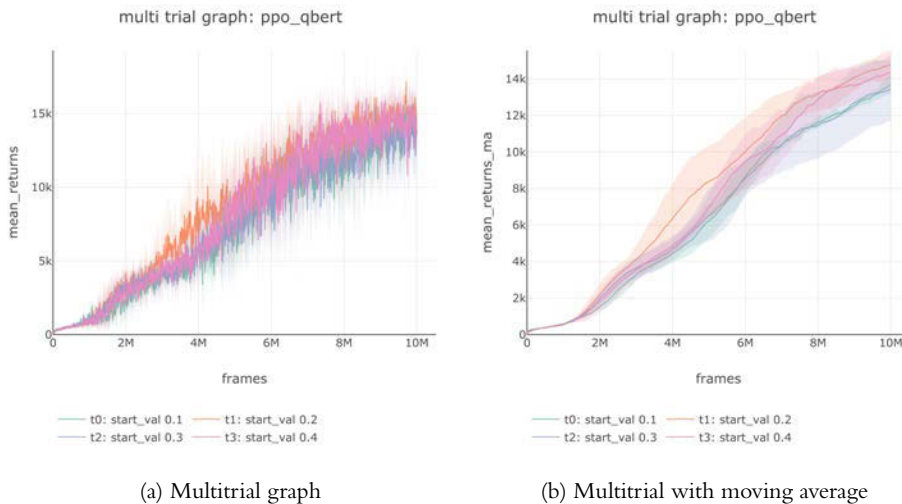 multi trial graph: ppo_qbert
mean_returns
15k
10k
5k
0
0 2M 4M 6M 8M 10M
frames
t0: start_val 0.1 t1: start_val 0.2
t2: start_val 0.3 t3: start_val 0.4
(a) Multitrial graph
multi trial graph: ppo_qbert
mean_returns_ma
14k
12k
10k
8k
6k
4k
2k
0
0 2M 4M 6M 8M 10M
frames
t0: start_val 0.1 t1: start_val 0.2
t2: start_val 0.3 t3: start_val 0.4
(b) Multitrial with moving average